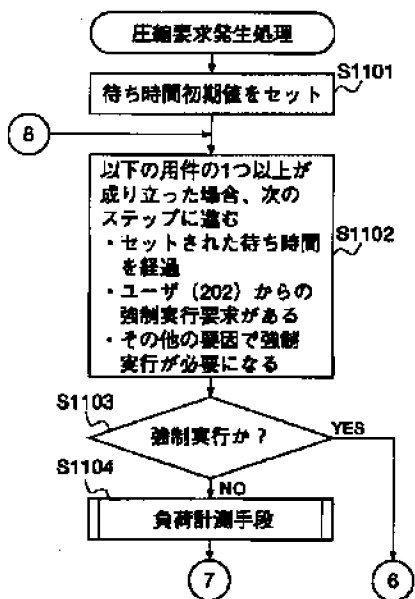 圧縮要求発生処理
S1101
待ち時間初期値をセット
8
以下の用件の1つ以上が
成り立った場合、次の
ステップに進む
・セットされた待ち時間
を経過
・ユーザ（202）からの
強制実行要求がある
・その他の要因で強制
実行が必要になる
S1102
S1103
強制実行か？
YES
S1104
NO
負荷計測手段
7
6